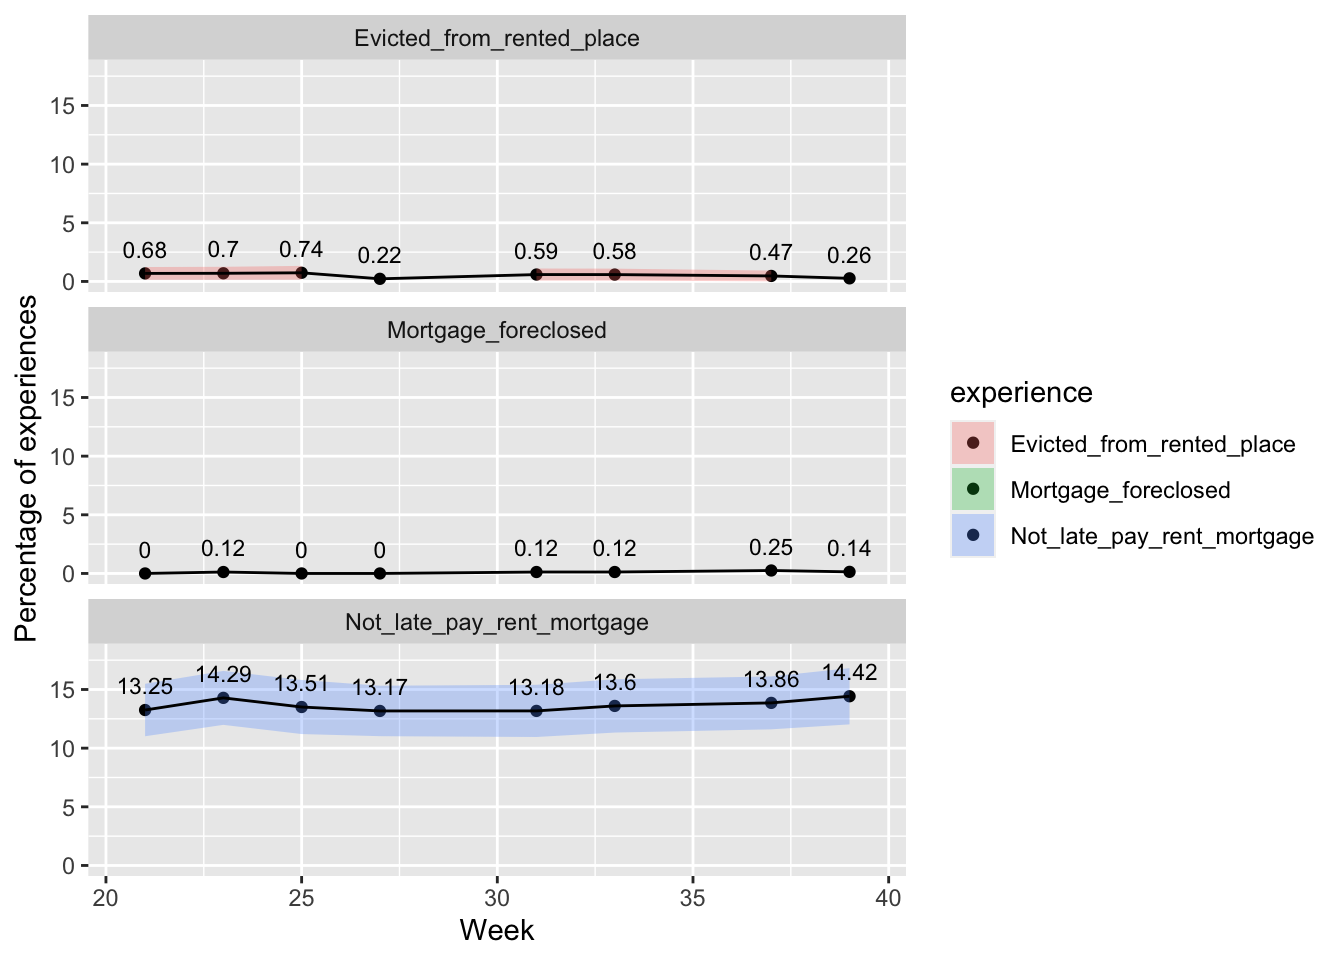 Evicted_from_rented_place
15
10
5
0
0.68 0.7 0.74 0.22 0.59 0.58 0.47 0.26
Mortgage_foreclosed
15
10
5
0
0 0.12 0 0 0.12 0.12 0.25 0.14
Not_late_pay_rent_mortgage
15
10
5
0
13.25 14.29 13.51 13.17 13.18 13.6 13.86 14.42
20 25 30 35 40
Week
Percentage of experiences
experience
Evicted_from_rented_place
Mortgage_foreclosed
Not_late_pay_rent_mortgage